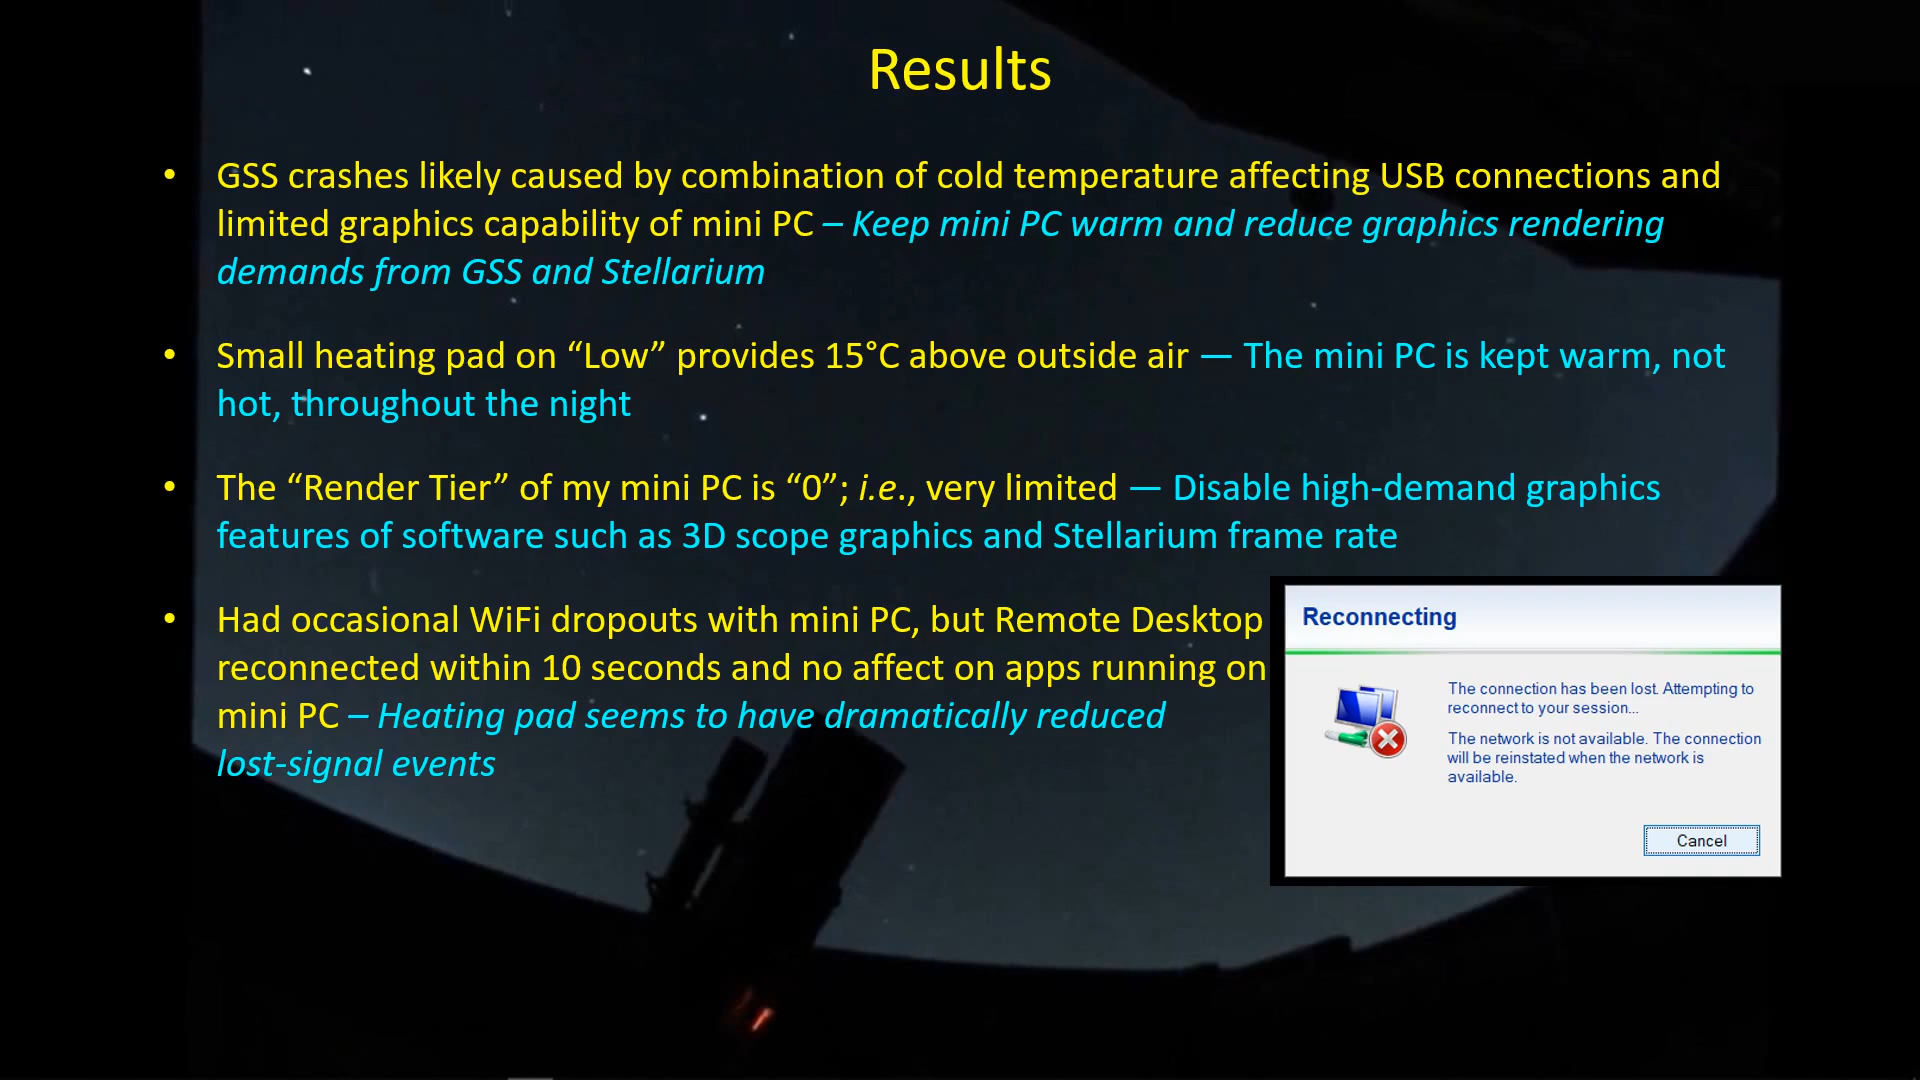 Results
• GSS crashes likely caused by combination of cold temperature affecting USB connections and
limited graphics capability of mini PC – Keep mini PC warm and reduce graphics rendering
demands from GSS and Stellarium
• Small heating pad on “Low” provides 15°C above outside air — The mini PC is kept warm, not
hot, throughout the night
• The “Render Tier” of my mini PC is “0”; i.e., very limited — Disable high-demand graphics
features of software such as 3D scope graphics and Stellarium frame rate
• Had occasional WiFi dropouts with mini PC, but Remote Desktop
reconnected within 10 seconds and no affect on apps running on
mini PC – Heating pad seems to have dramatically reduced
lost-signal events
Reconnecting
The connection has been lost. Attempting to
reconnect to your session...
The network is not available. The connection
will be reinstated when the network is
available.
Cancel